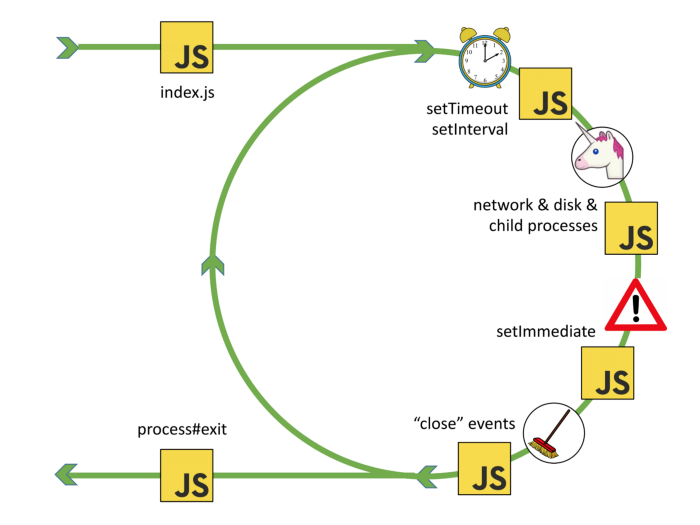 JS
index.js
setTimeout
setInterval
JS
network & disk &
child processes
JS
setImmediate
JS
“close” events
JS
process#exit
JS